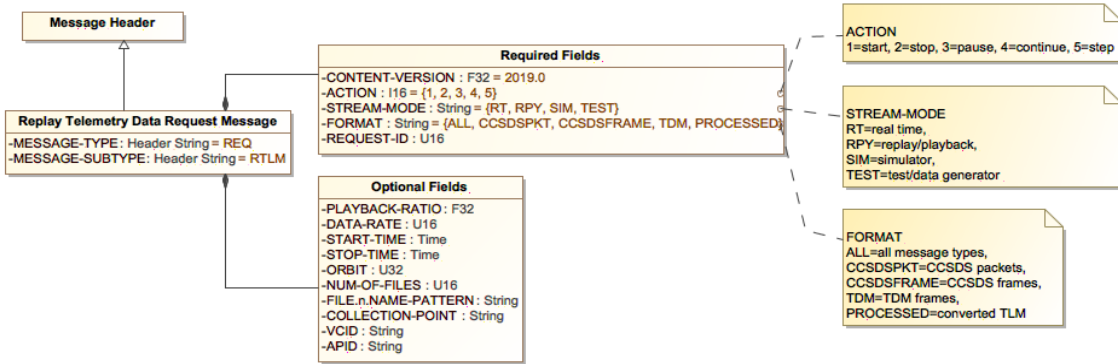 Message Header
Replay Telemetry Data Request Message
-MESSAGE-TYPE : Header String = REQ
-MESSAGE-SUBTYPE : Header String = RTLM
Required Fields
-CONTENT-VERSION : F32 = 2019.0
-ACTION : I16 = {1, 2, 3, 4, 5}
-STREAM-MODE : String = {RT, RPY, SIM, TEST}
-FORMAT : String = {ALL, CCSDSPKT, CCSDSFRAME, TDM, PROCESSED}
-REQUEST-ID : U16
Optional Fields
-PLAYBACK-RATIO : F32
-DATA-RATE : U16
-START-TIME : Time
-STOP-TIME : Time
-ORBIT : U32
-NUM-OF-FILES : U16
-FILE.n.NAME-PATTERN : String
-COLLECTION-POINT : String
-VCID : String
-APID : String
ACTION
1=start, 2=stop, 3=pause, 4=continue, 5=step
STREAM-MODE
RT=real time,
RPY=replay/playback,
SIM=simulator,
TEST=test/data generator
FORMAT
ALL=all message types,
CCSDSPKT=CCSDS packets,
CCSDSFRAME=CCSDS frames,
TDM=TDM frames,
PROCESSED=converted TLM